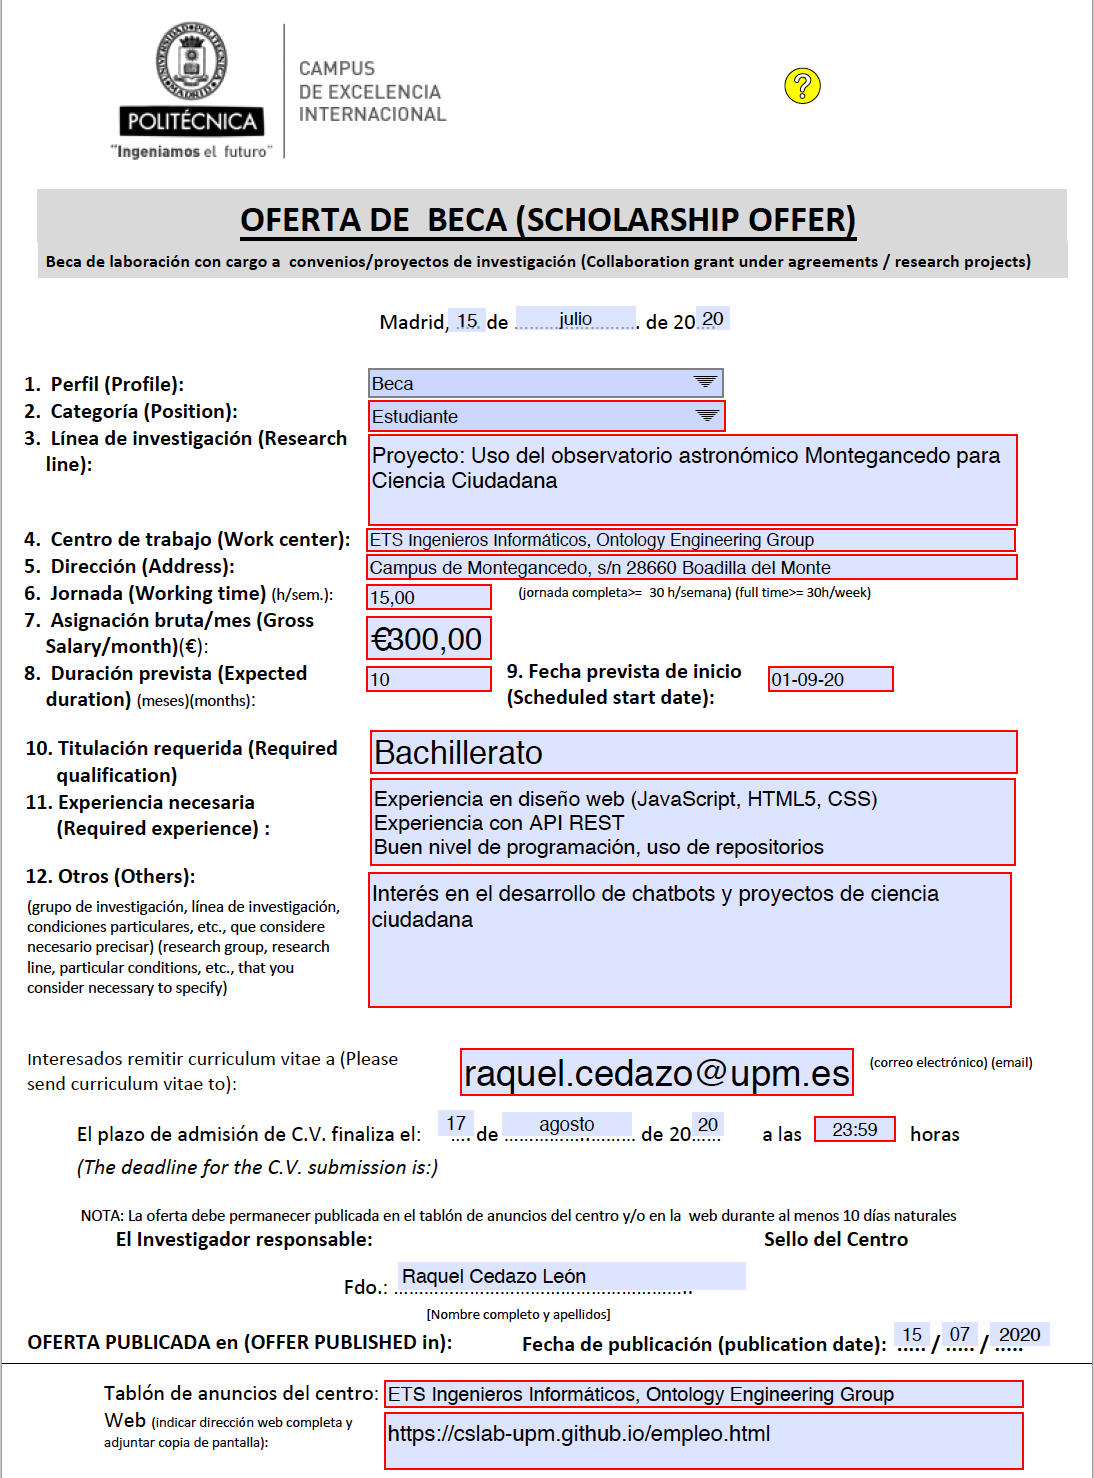 UNIVERSIDAD POLITÉCNICA
MADRID
POLITÉCNICA
"Ingeniamos el futuro"
CAMPUS
DE EXCELENCIA
INTERNACIONAL
?
OFERTA DE BECA (SCHOLARSHIP OFFER)
Beca de laboración con cargo a convenios/proyectos de investigación (Collaboration grant under agreements / research projects)
Madrid, 15 de julio de 20 20
1. Perfil (Profile): Beca
2. Categoría (Position): Estudiante
3. Línea de investigación (Research
line):
Proyecto: Uso del observatorio astronómico Montegancedo para
Ciencia Ciudadana
4. Centro de trabajo (Work center): ETS Ingenieros Informáticos, Ontology Engineering Group
5. Dirección (Address): Campus de Montegancedo, s/n 28660 Boadilla del Monte
6. Jornada (Working time) (h/sem.): 15,00 (jornada completa>= 30 h/semana) (full time>= 30h/week)
7. Asignación bruta/mes (Gross
Salary/month)(€): €300,00
8. Duración prevista (Expected
duration) (meses)(months): 10
9. Fecha prevista de inicio
(Scheduled start date): 01-09-20
10. Titulación requerida (Required
qualification)
Bachillerato
11. Experiencia necesaria
(Required experience) :
Experiencia en diseño web (JavaScript, HTML5, CSS)
Experiencia con API REST
Buen nivel de programación, uso de repositorios
12. Otros (Others):
(grupo de investigación, línea de investigación,
condiciones particulares, etc., que considere
necesario precisar) (research group, research
line, particular conditions, etc., that you
consider necessary to specify)
Interés en el desarrollo de chatbots y proyectos de ciencia
ciudadana
Interesados remitir curriculum vitae a (Please
send curriculum vitae to):
raquel.cedazo@upm.es (correo electrónico) (email)
El plazo de admisión de C.V. finaliza el: 17 de agosto de 20 20 a las 23:59 horas
(The deadline for the C.V. submission is:)
NOTA: La oferta debe permanecer publicada en el tablón de anuncios del centro y/o en la web durante al menos 10 días naturales
El Investigador responsable: Sello del Centro
Fdo.: Raquel Cedazo León
[Nombre completo y apellidos]
OFERTA PUBLICADA en (OFFER PUBLISHED in): Fecha de publicación (publication date): 15 / 07 / 2020
Tablón de anuncios del centro: ETS Ingenieros Informáticos, Ontology Engineering Group
Web (indicar dirección web completa y
adjuntar copia de pantalla):
https://cslab-upm.github.io/empleo.html